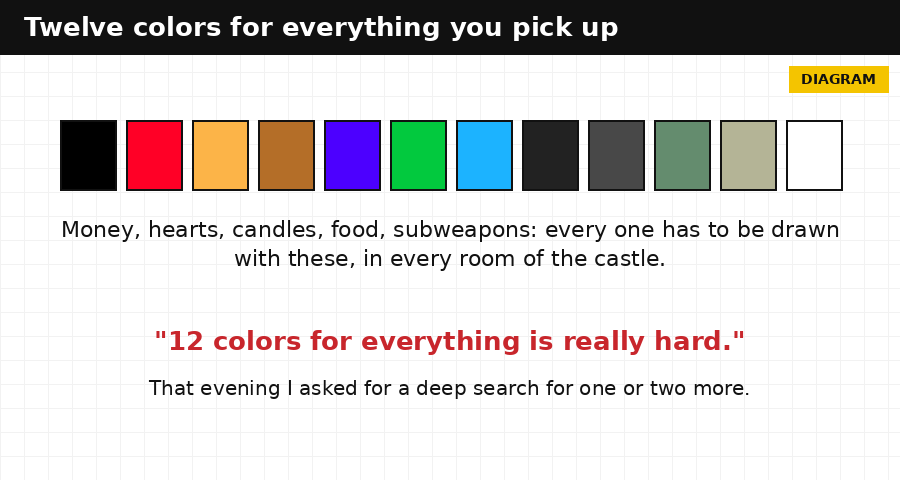 Twelve colors for everything you pick up
DIAGRAM
Money, hearts, candles, food, subweapons: every one has to be drawn
with these, in every room of the castle.
"12 colors for everything is really hard."
That evening I asked for a deep search for one or two more.